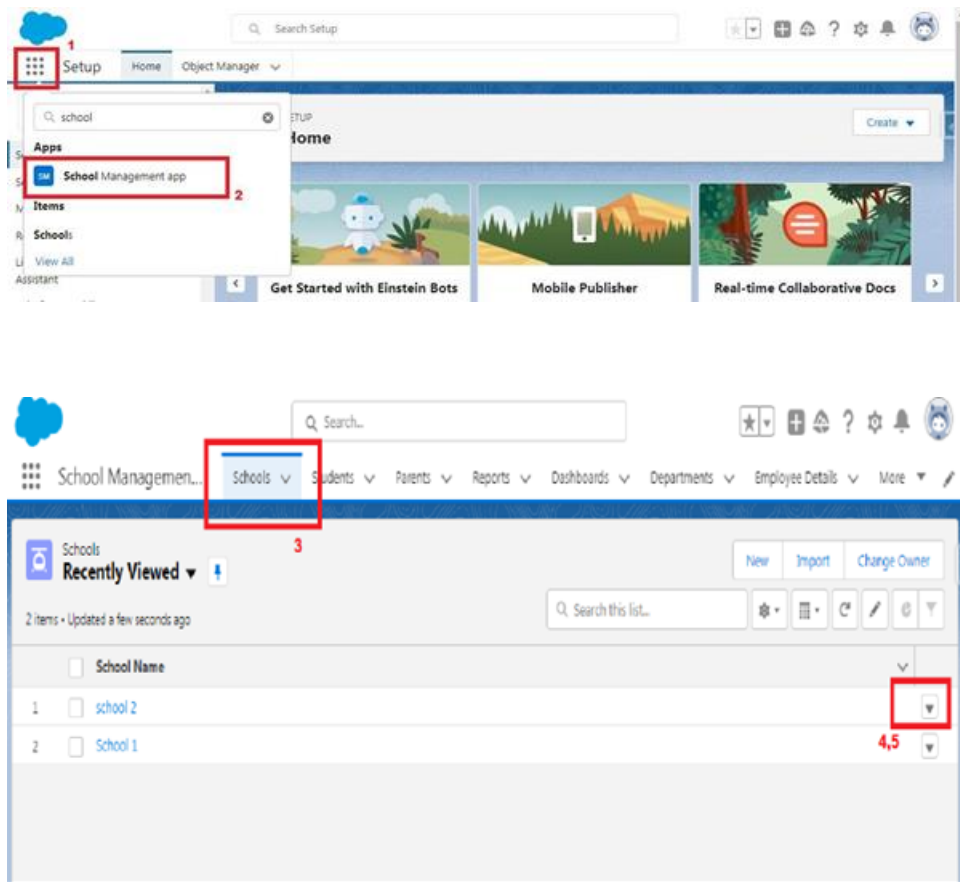 Search Setup
1
Setup Home Object Manager
school
SETUP
Home
Create
Apps
SM School Management app
2
Items
Schools
View All
Assistant
Get Started with Einstein Bots Mobile Publisher Real-time Collaborative Docs
Search...
School Managemen... Schools Students Parents Reports Dashboards Departments Employee Details More
3
Schools
Recently Viewed
New Import Change Owner
2 items • Updated a few seconds ago
Search this list...
School Name
1 school 2
2 School 1
4,5